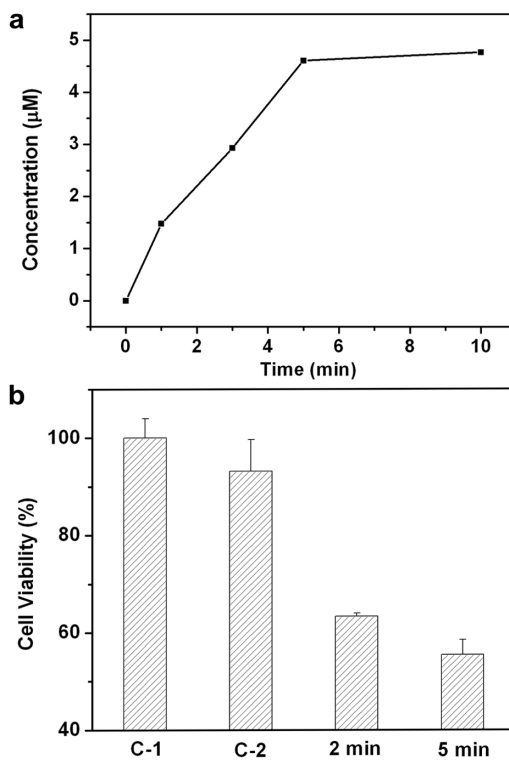 a
5
4
3
2
1
0
Concentration (μM)
0 2 4 6 8 10
Time (min)
b
100
80
60
40
Cell Viability (%)
C-1 C-2 2 min 5 min